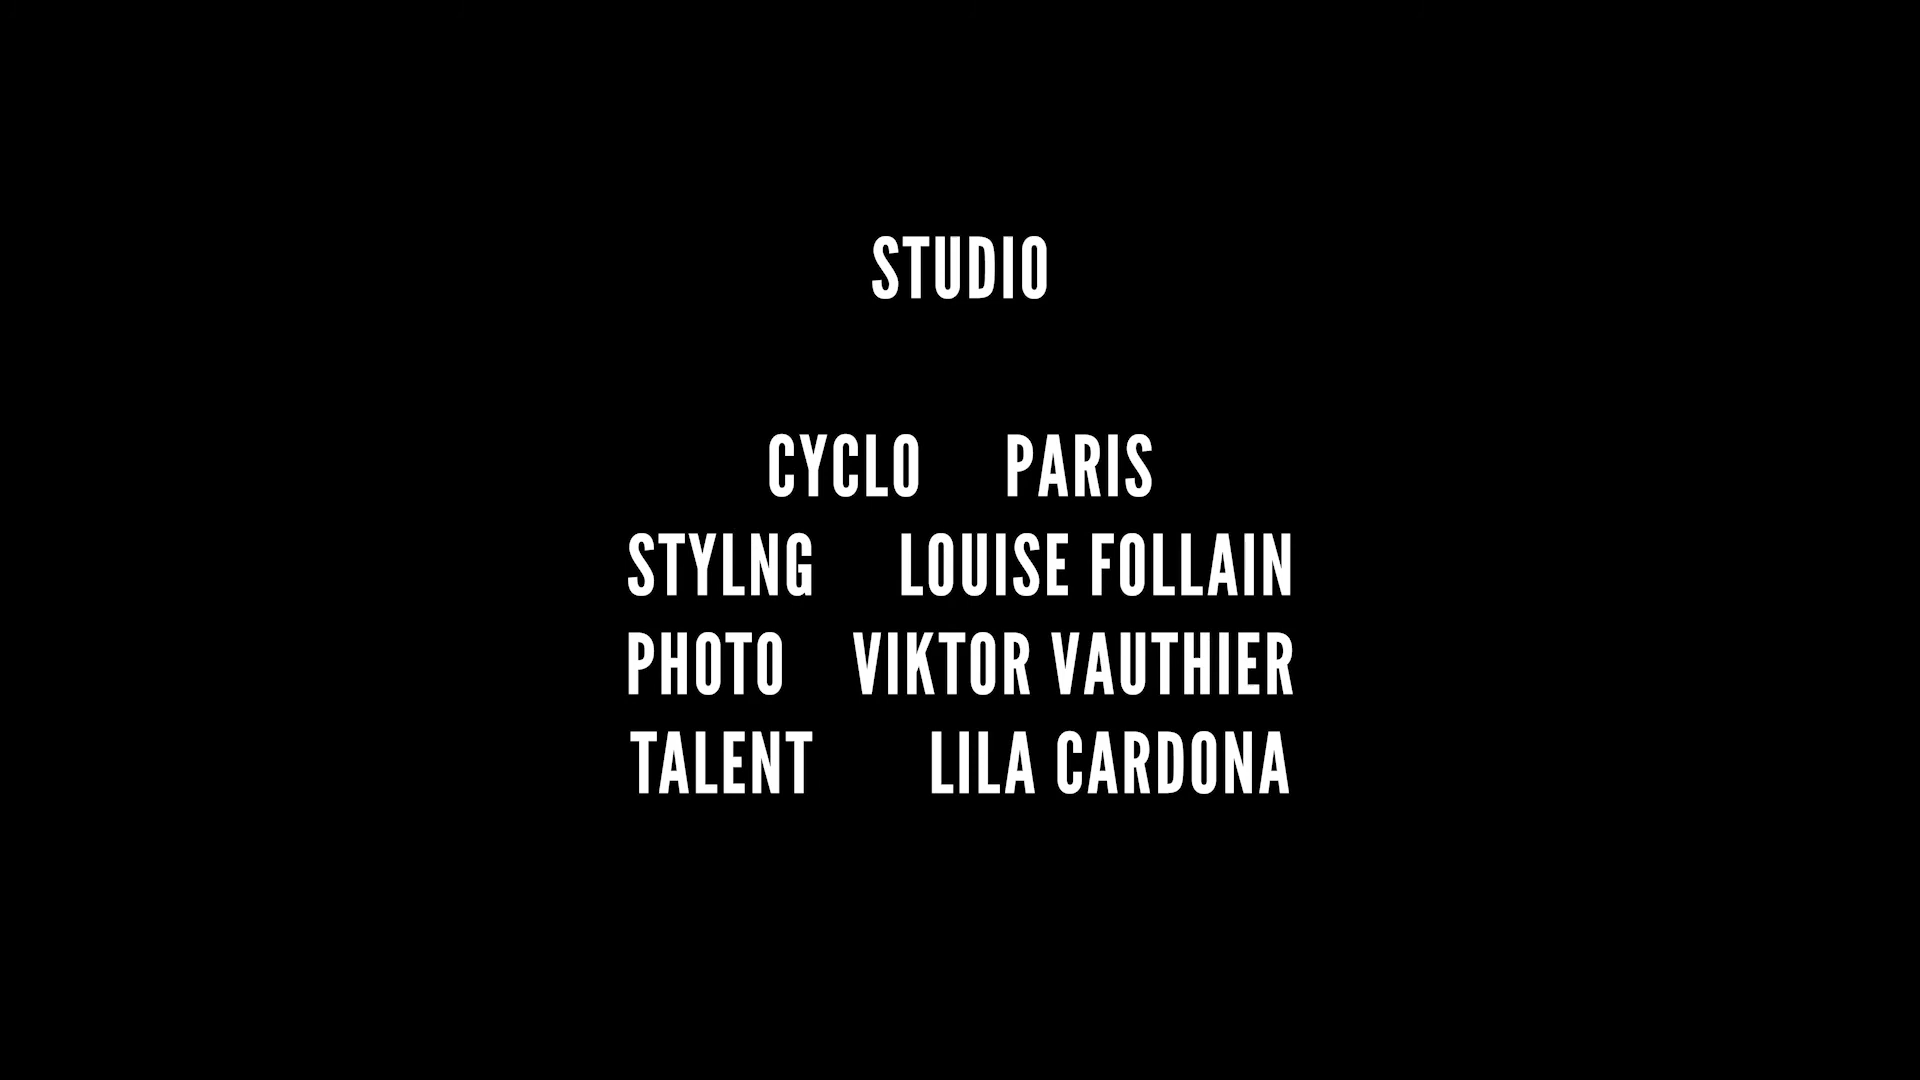 STUDIO
CYCLO PARIS
STYLNG LOUISE FOLLAIN
PHOTO VIKTOR VAUTHIER
TALENT LILA CARDONA